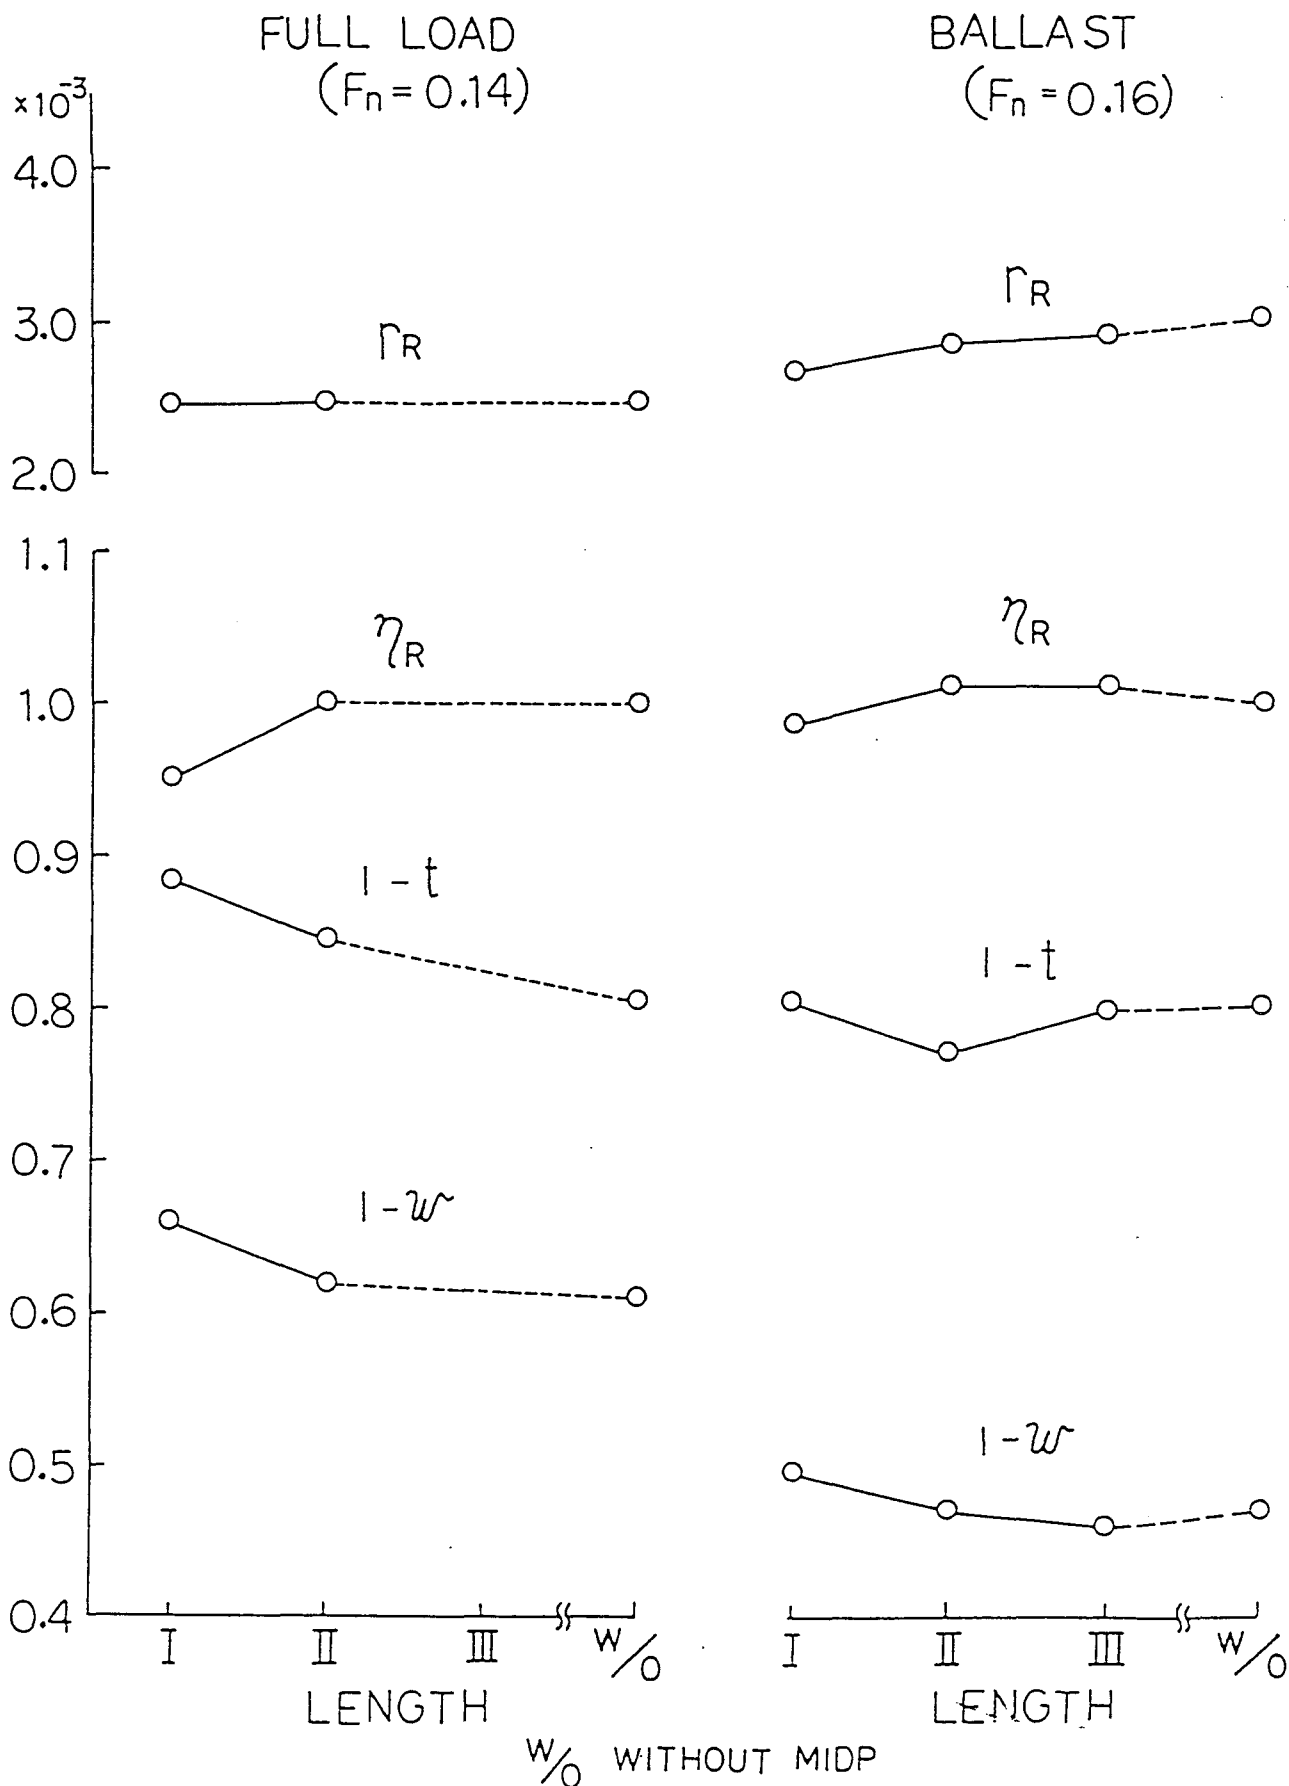 FULL LOAD
(Fn = 0.14)
BALLAST
(Fn = 0.16)
×10⁻³
4.0
3.0
2.0
rR
rR
1.1
1.0
0.9
0.8
0.7
0.6
0.5
0.4
ηR
ηR
1 - t
1 - t
1 - w
1 - w
I II III W/O
I II III W/O
LENGTH
LENGTH
W/O WITHOUT MIDP